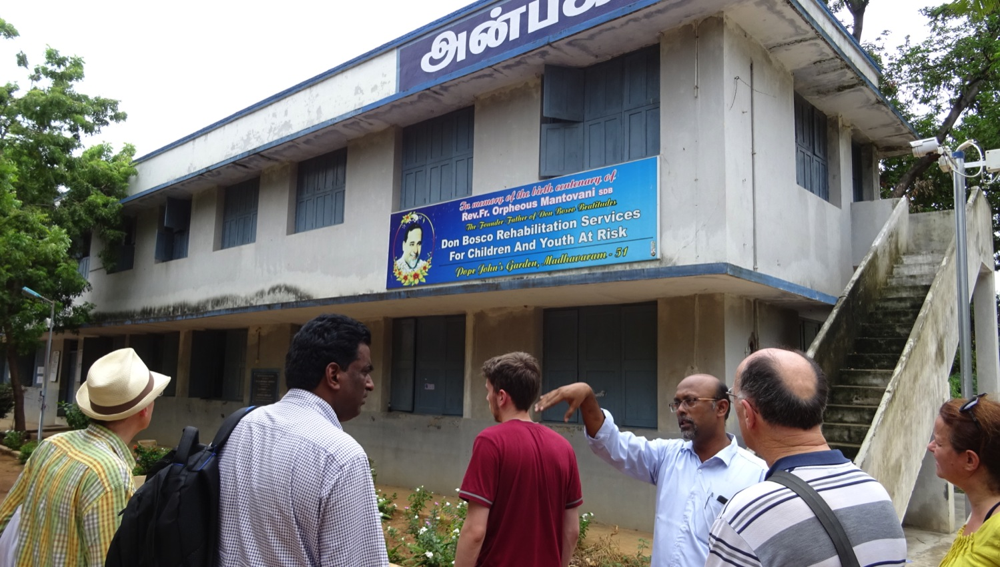 In memory of the birth centenary of
Rev.Fr. Orpheous Mantovani SDB
The Founder Father of Don Bosco Beatitudes
Don Bosco Rehabilitation Services
For Children And Youth At Risk
Pope John's Garden, Madhavaram - 51